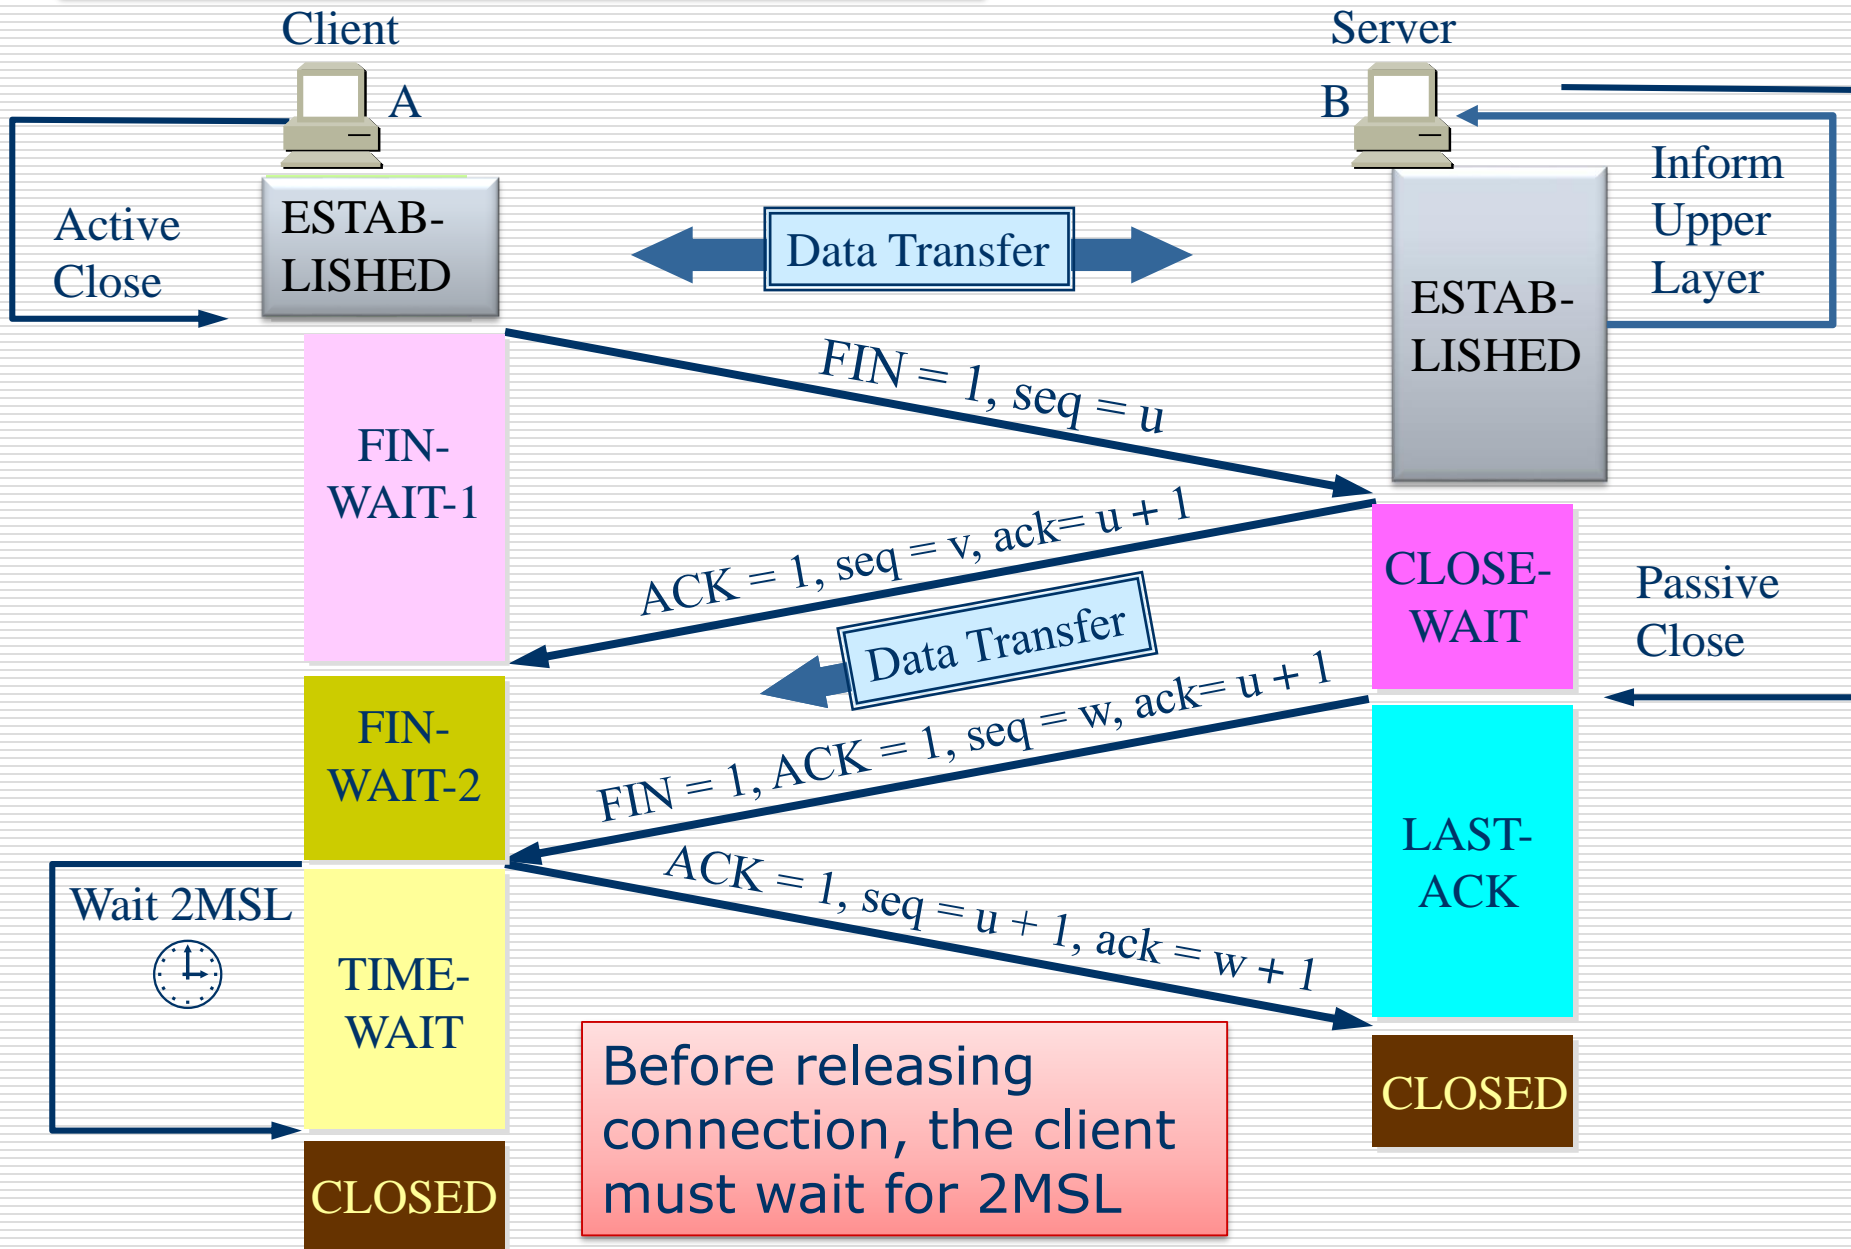 Client
Server
A
B
Active
Close
ESTAB-
LISHED
Data Transfer
ESTAB-
LISHED
Inform
Upper
Layer
FIN = 1, seq = u
FIN-
WAIT-1
ACK = 1, seq = v, ack= u + 1
CLOSE-
WAIT
Passive
Close
Data Transfer
FIN-
WAIT-2
FIN = 1, ACK = 1, seq = w, ack= u + 1
LAST-
ACK
Wait 2MSL
ACK = 1, seq = u + 1, ack = w + 1
TIME-
WAIT
Before releasing
connection, the client
must wait for 2MSL
CLOSED
CLOSED